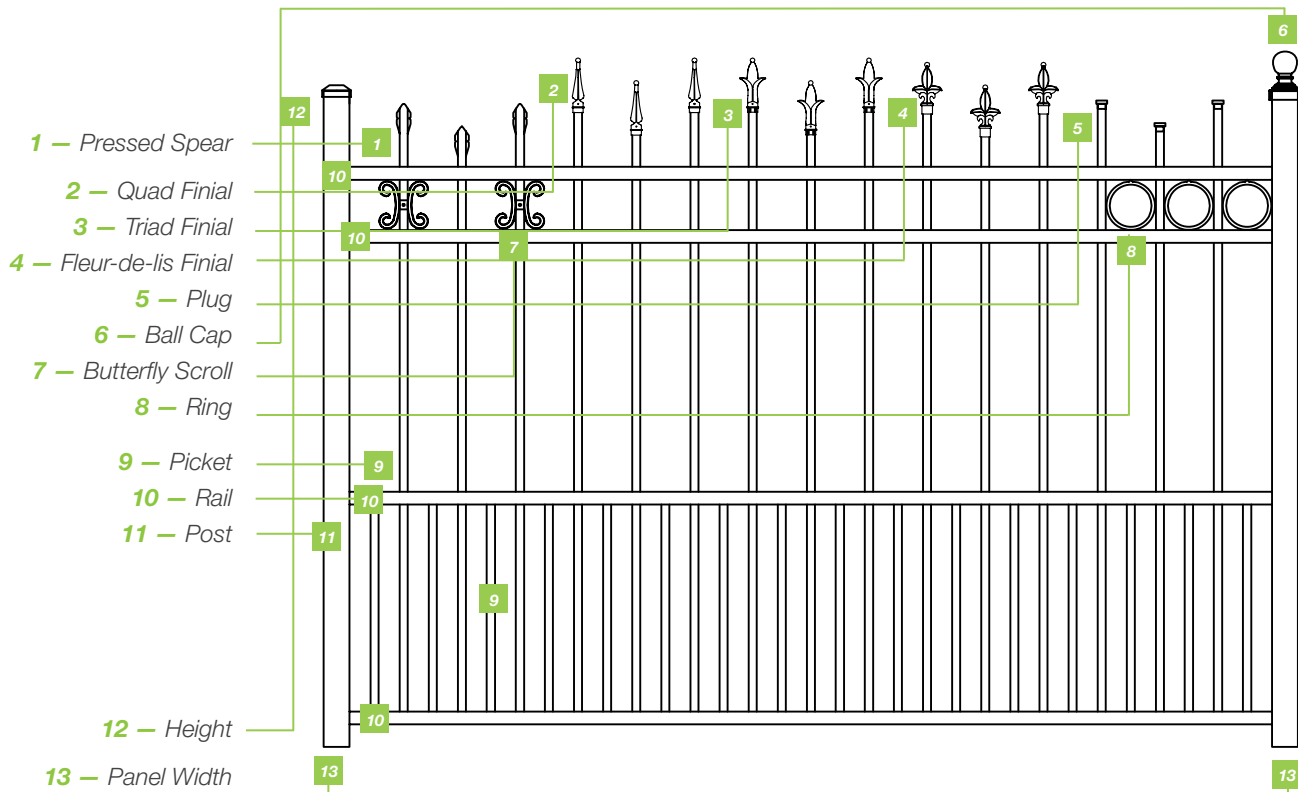 6
12
2
3
4
5
1 — Pressed Spear
1
10
2 — Quad Finial
3 — Triad Finial
10
7
8
4 — Fleur-de-lis Finial
5 — Plug
6 — Ball Cap
7 — Butterfly Scroll
8 — Ring
9 — Picket
9
10 — Rail
10
11 — Post
11
9
12 — Height
10
13 — Panel Width
13
13